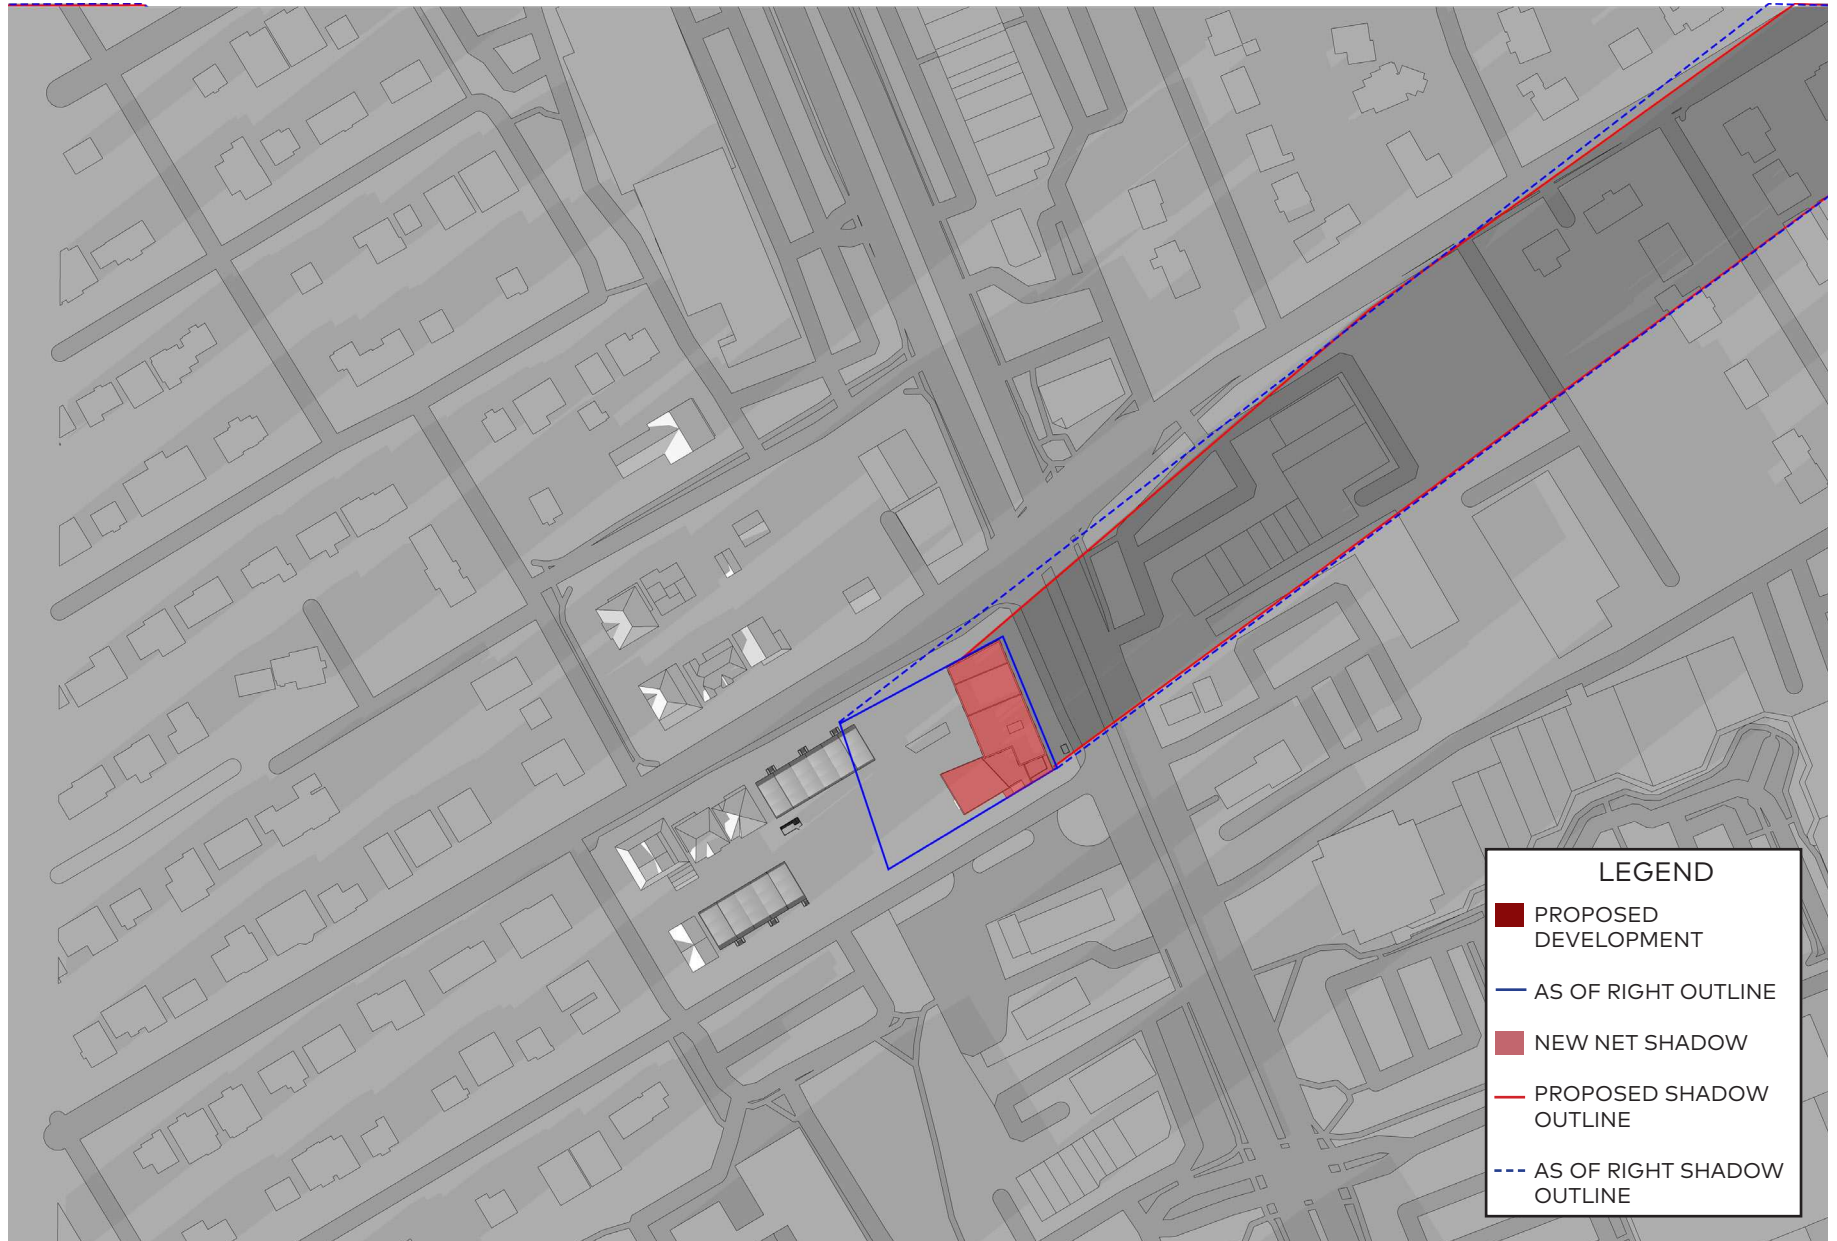 LEGEND
PROPOSED
DEVELOPMENT
AS OF RIGHT OUTLINE
NEW NET SHADOW
PROPOSED SHADOW
OUTLINE
AS OF RIGHT SHADOW
OUTLINE